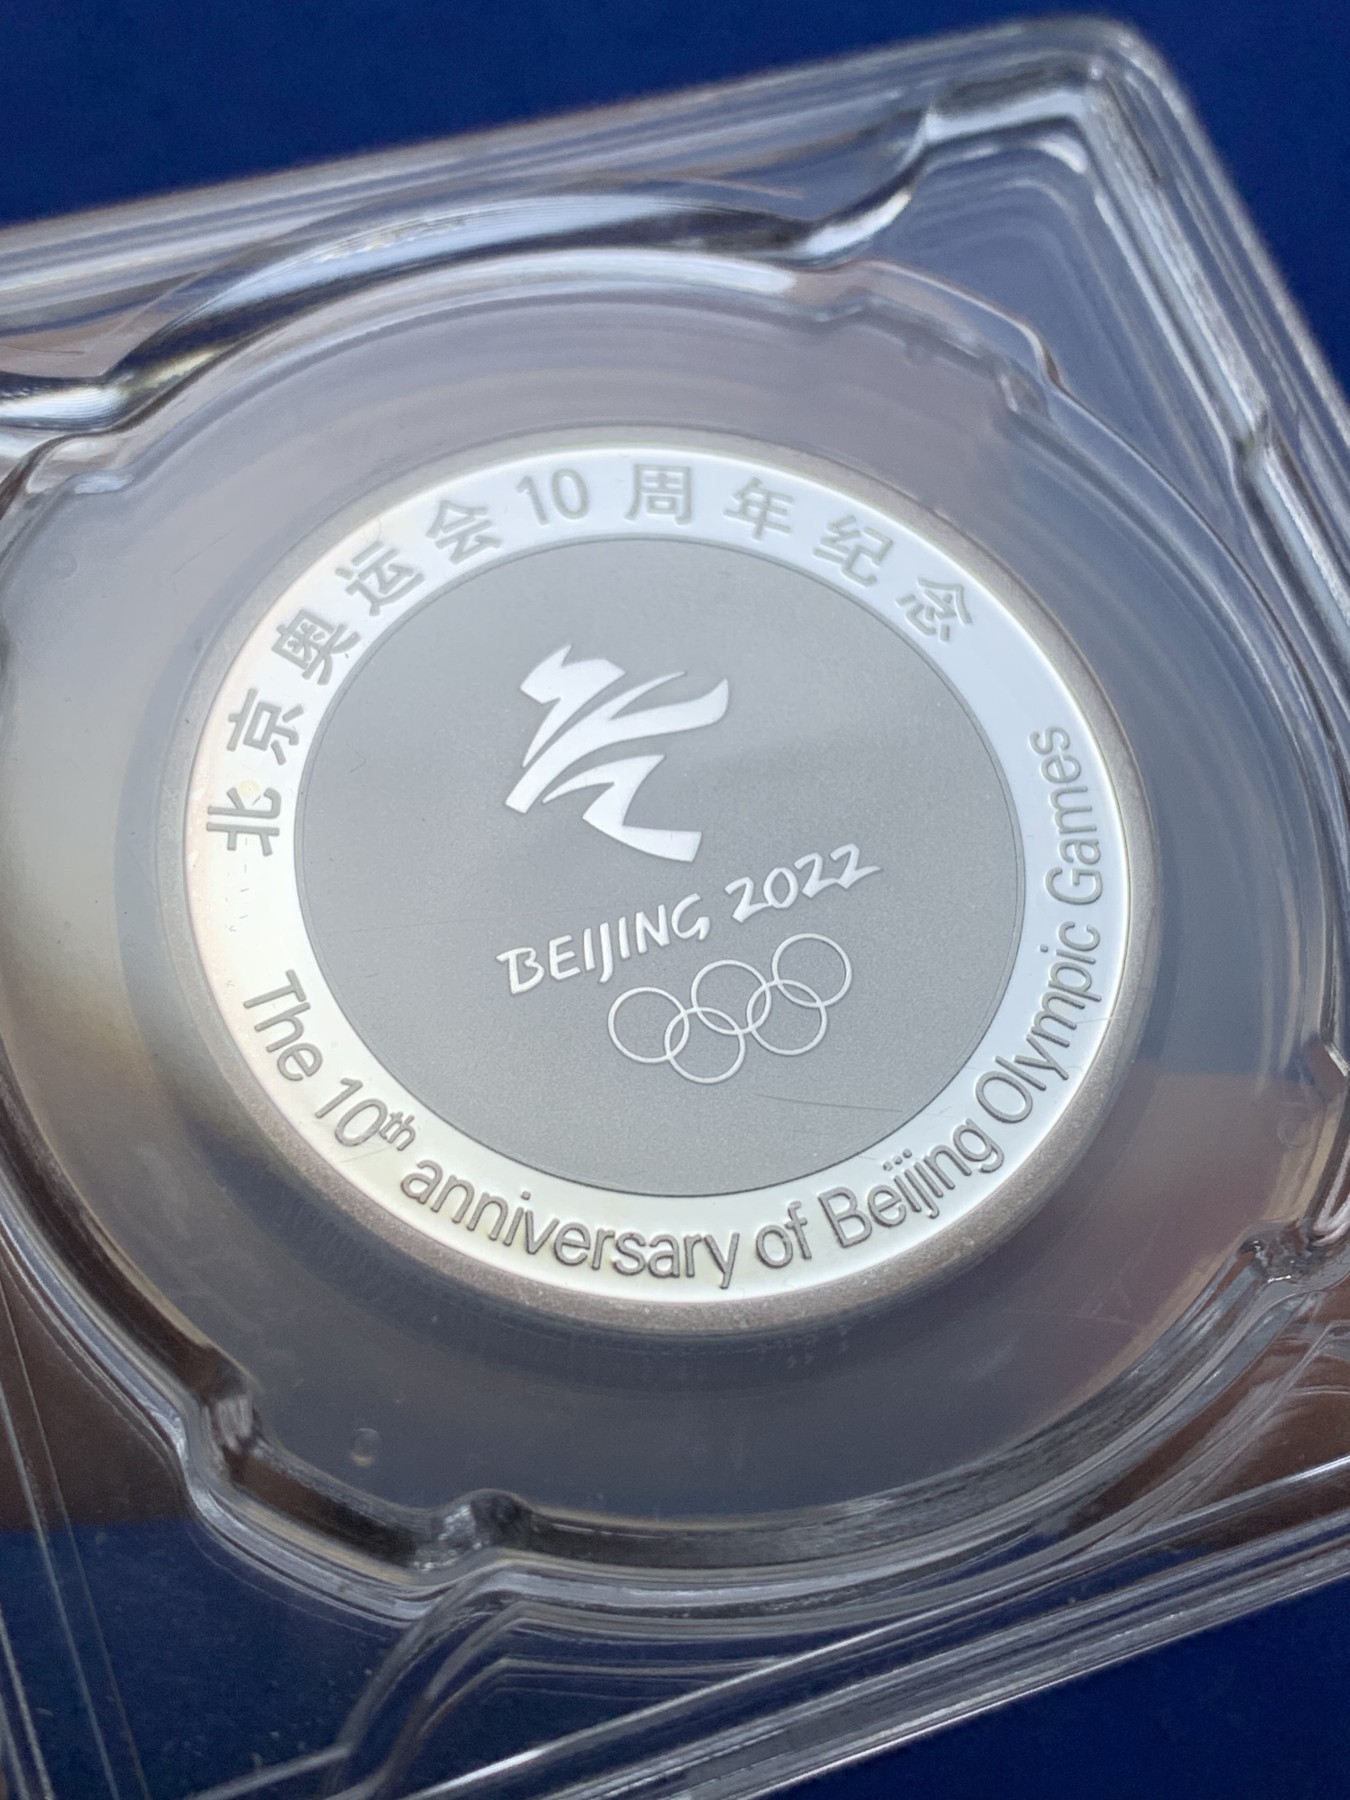 北京奥运会10周年纪念
BEIJING 2022
The 10th anniversary of Beijing Olympic Games